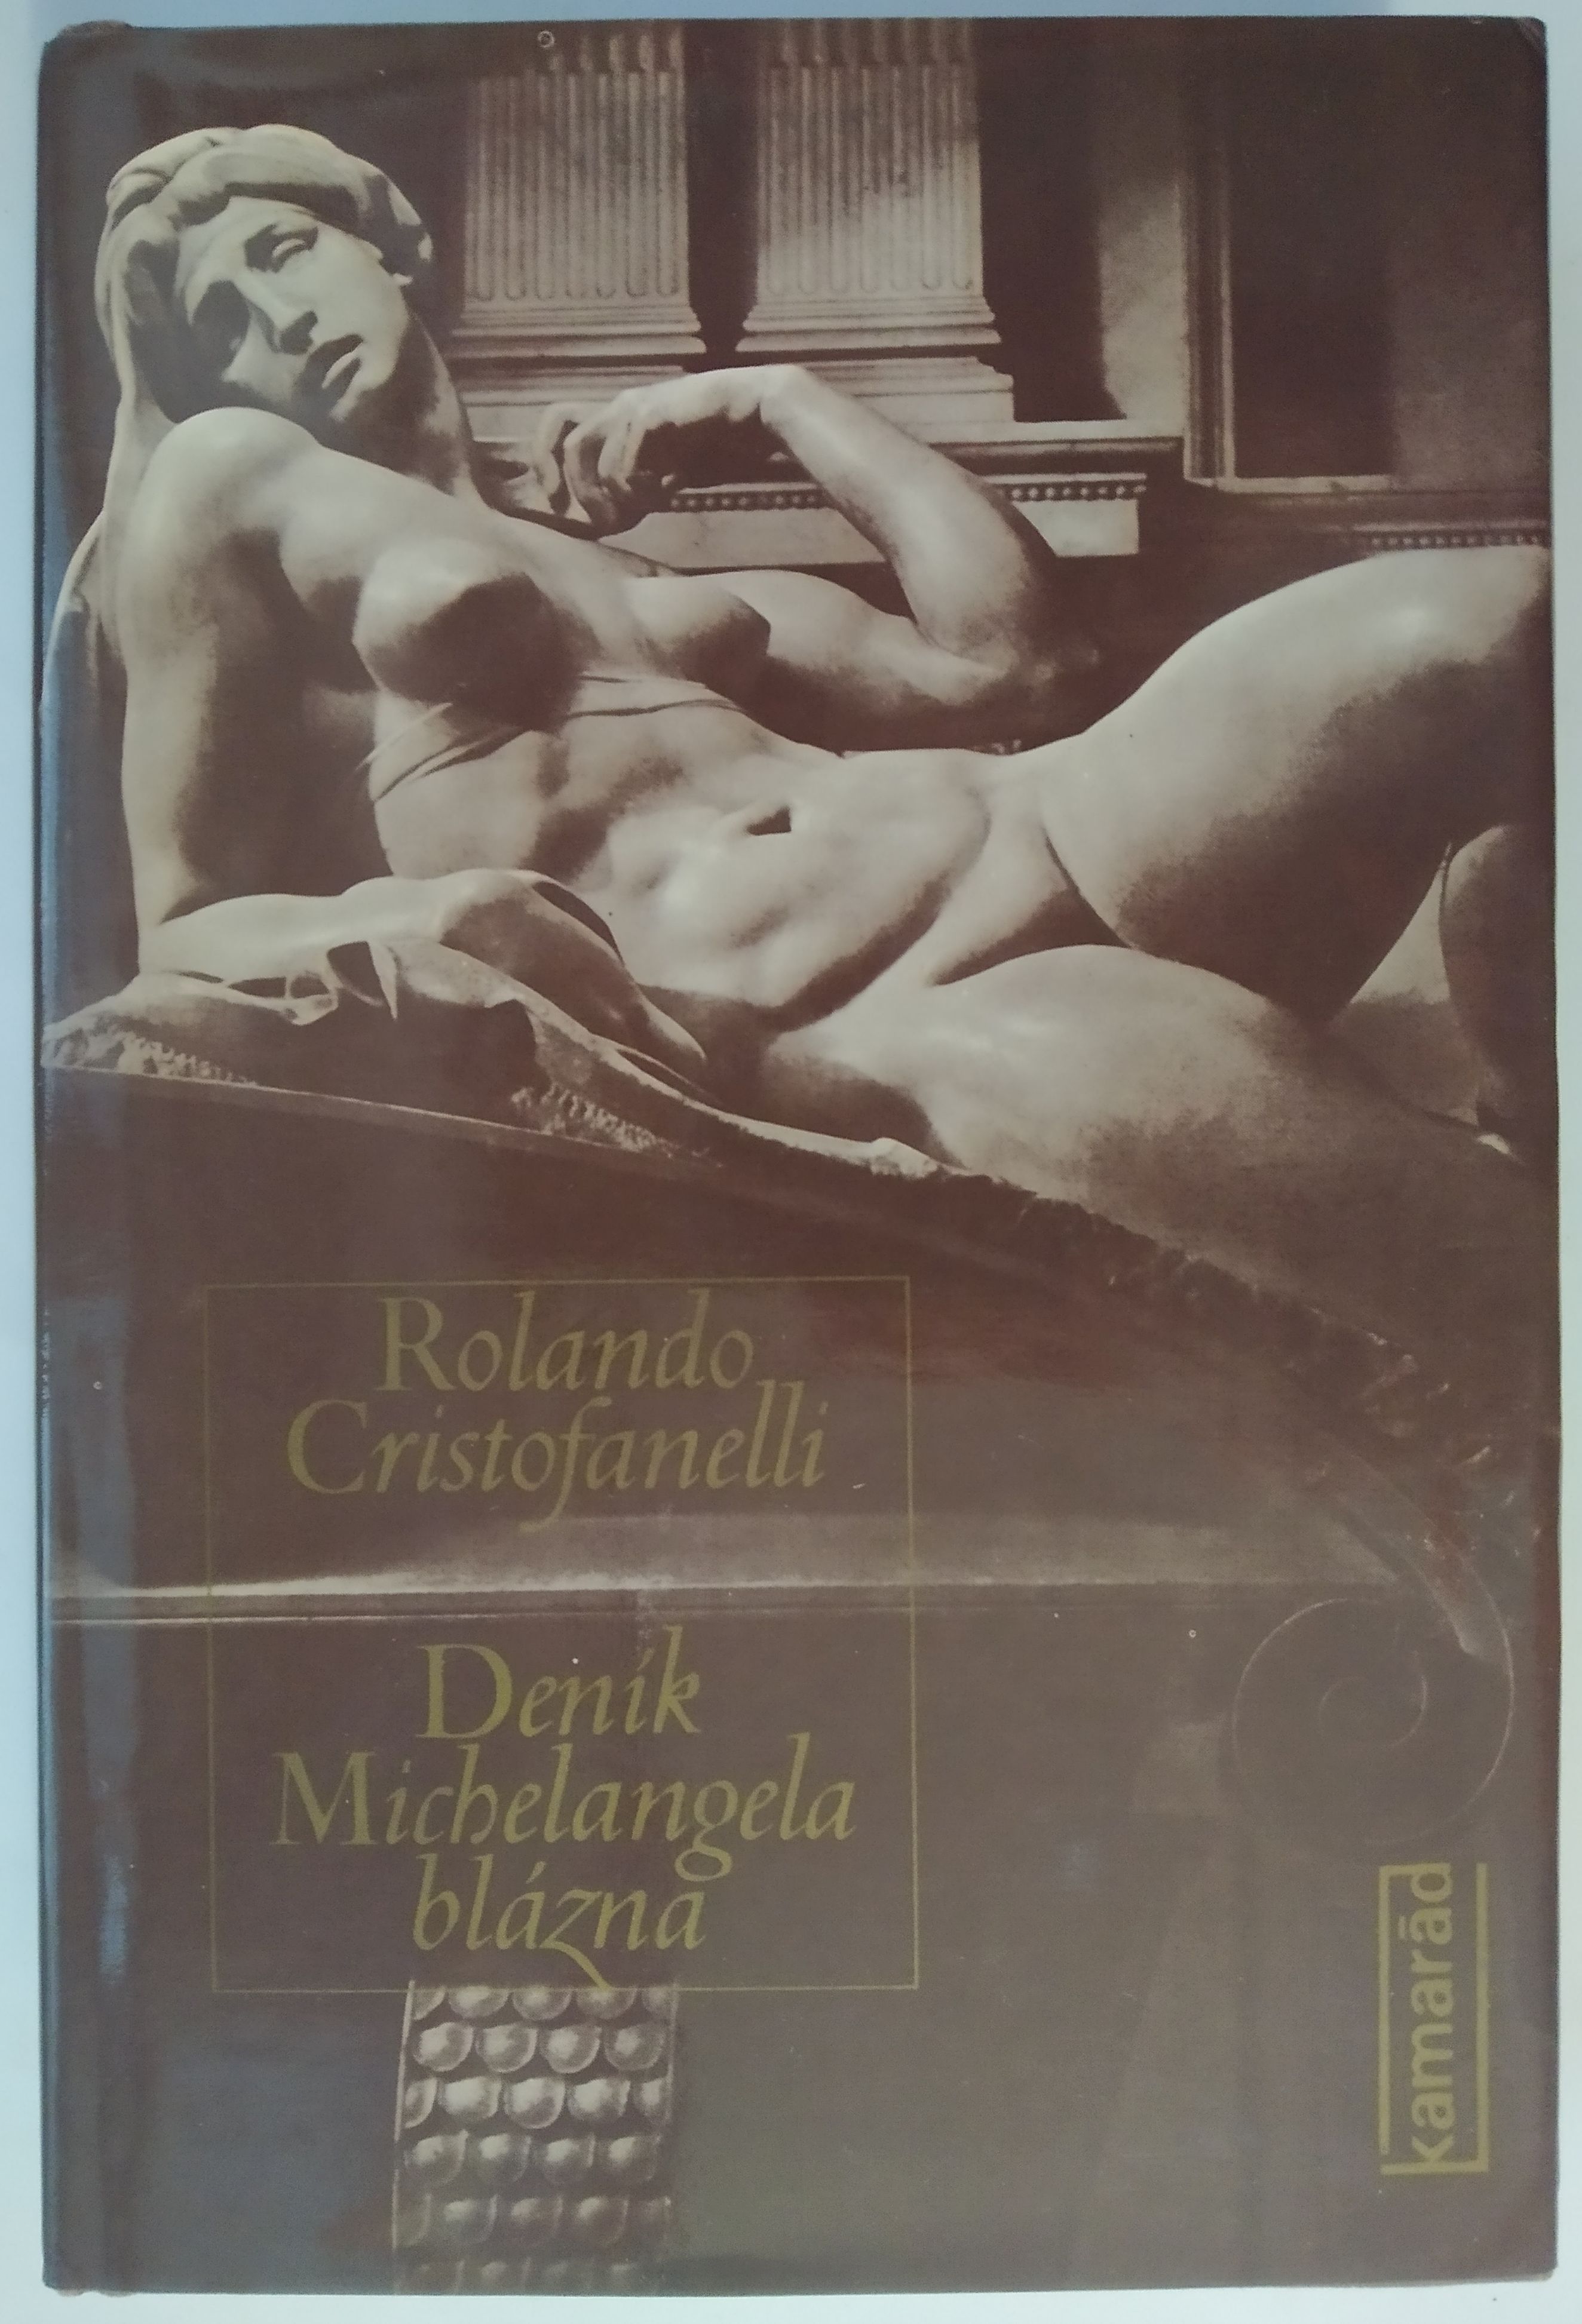 Rolando
Cristofanelli
Deník
Michelangela
blázna
kamarád